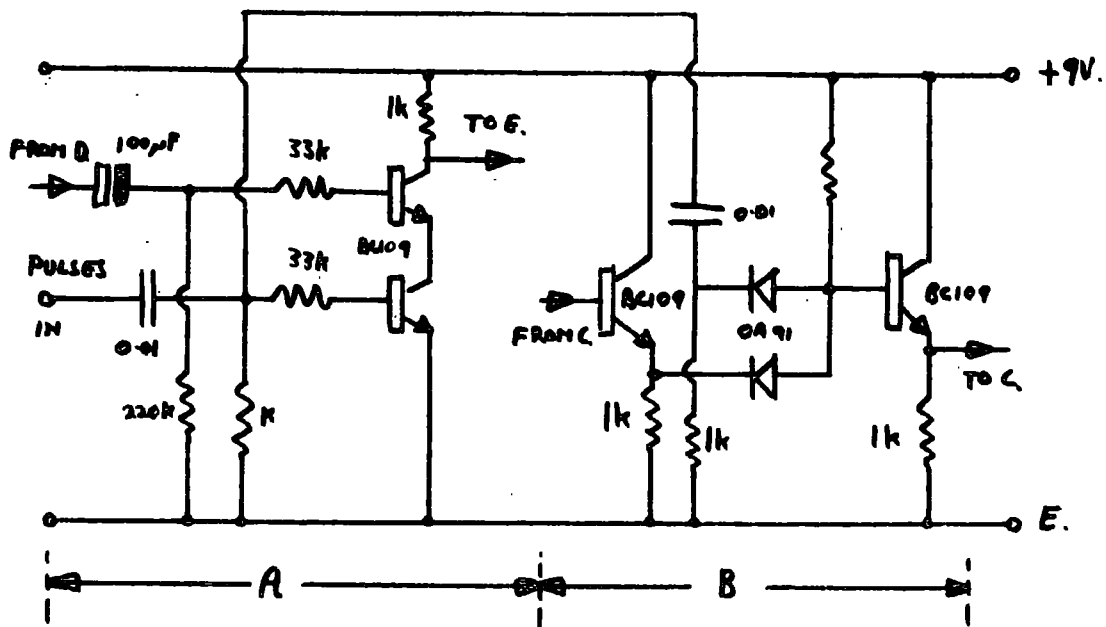 +9V.
1k
TO E.
FROM D
100µF
33k
0.01
BC109
33k
PULSES
IN
0.01
BC109
BC109
FROM C
OA91
TO C
220k
1k
1k
1k
E.
A
B